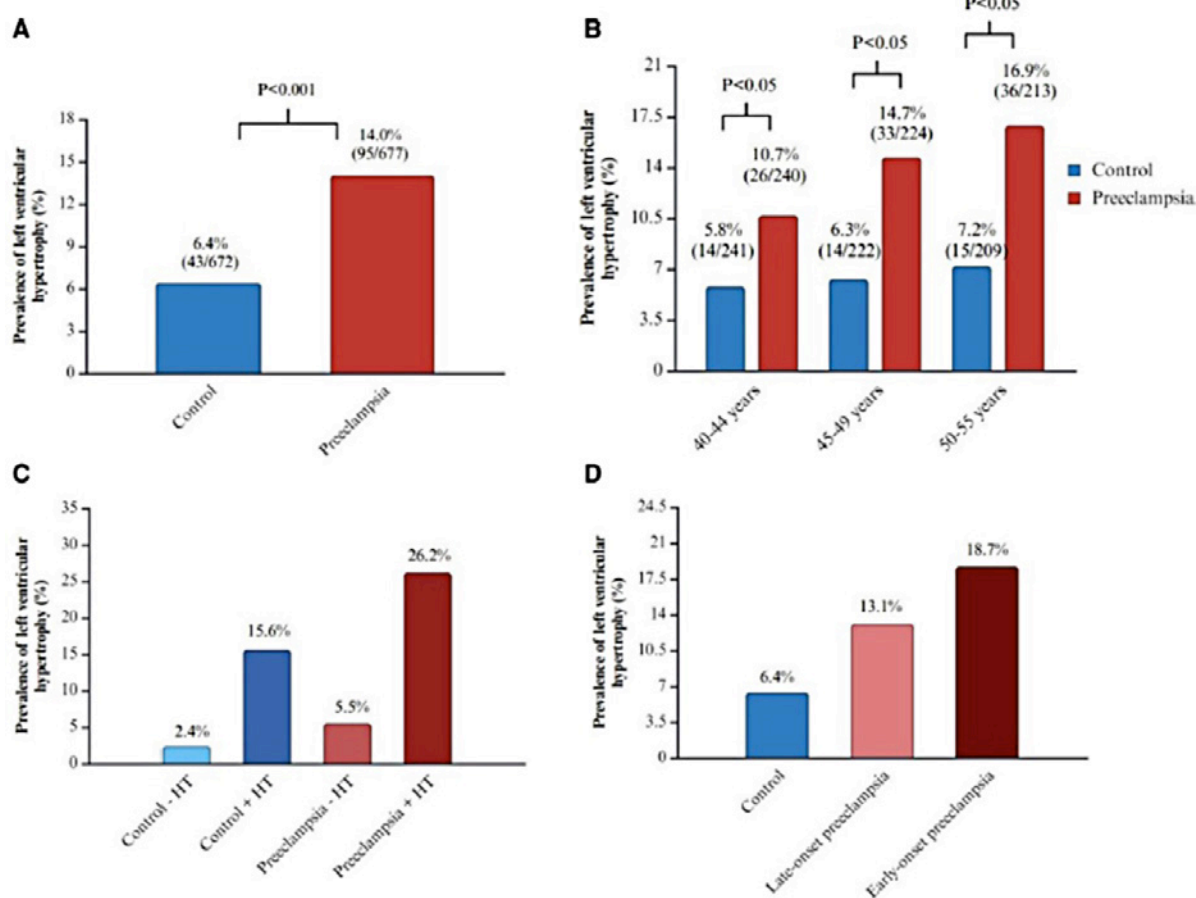 A
Prevalence of left ventricular
hypertrophy (%)
18
15
12
9
6
3
0
P<0.001
6.4%
(43/672)
14.0%
(95/677)
Control
Preeclampsia
B
Prevalence of left ventricular
hypertrophy (%)
21
17.5
14
10.5
7
3.5
0
P<0.05
P<0.05
P<0.05
5.8%
(14/241)
10.7%
(26/240)
6.3%
(14/222)
14.7%
(33/224)
7.2%
(15/209)
16.9%
(36/213)
40-44 years
45-49 years
50-55 years
Control
Preeclampsia
C
Prevalence of left ventricular
hypertrophy (%)
35
30
25
20
15
10
5
0
2.4%
15.6%
5.5%
26.2%
Control - HT
Control + HT
Preeclampsia - HT
Preeclampsia + HT
D
Prevalence of left ventricular
hypertrophy (%)
24.5
21
17.5
14
10.5
7
3.5
0
6.4%
13.1%
18.7%
Control
Late-onset preeclampsia
Early-onset preeclampsia